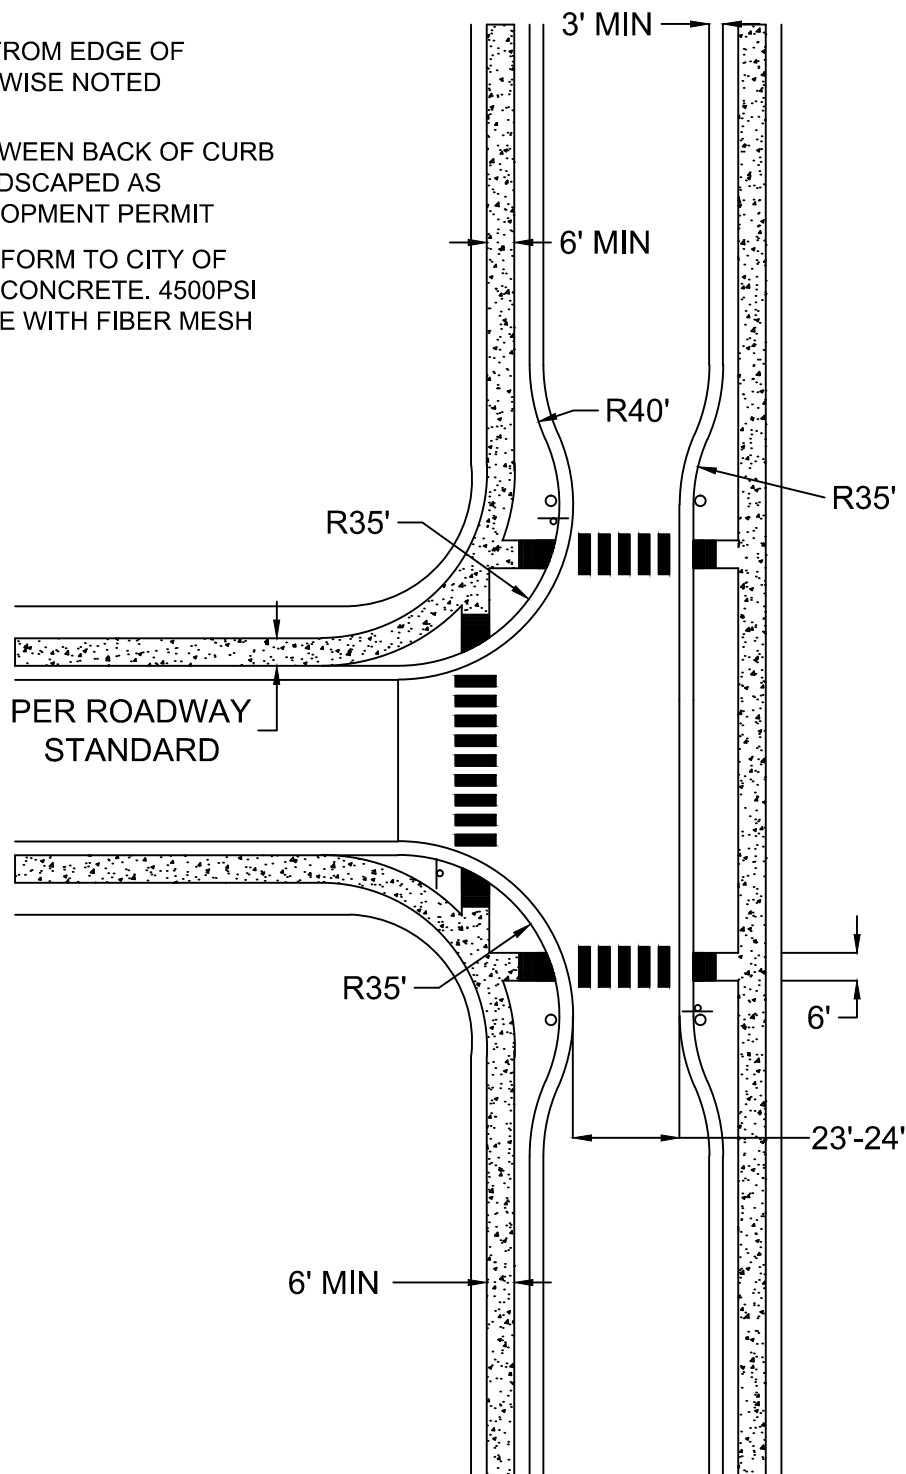 3' MIN
FROM EDGE OF
WISE NOTED
WEEN BACK OF CURB
DSCAPED AS
OPMENT PERMIT
6' MIN
FORM TO CITY OF
CONCRETE. 4500PSI
E WITH FIBER MESH
R40'
R35'
R35'
PER ROADWAY
STANDARD
R35'
6'
23'-24'
6' MIN